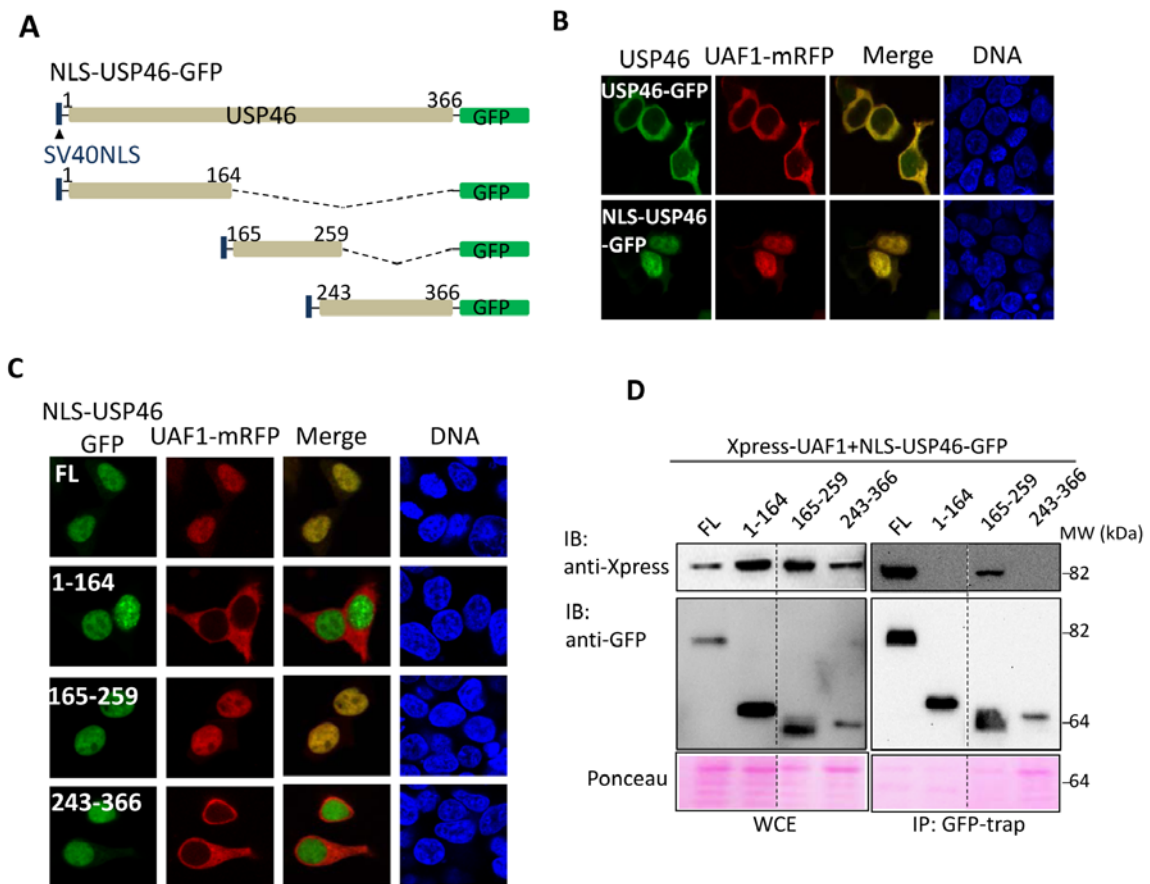 A
NLS-USP46-GFP
1 366
USP46 GFP
SV40NLS
1 164
GFP
165 259
GFP
243 366
GFP
B
USP46 UAF1-mRFP Merge DNA
USP46-GFP
NLS-USP46
-GFP
C
NLS-USP46
GFP UAF1-mRFP Merge DNA
FL
1-164
165-259
243-366
D
Xpress-UAF1+NLS-USP46-GFP
FL 1-164 165-259 243-366 FL 1-164 165-259 243-366
MW (kDa)
IB:
anti-Xpress
-82
IB:
anti-GFP
-82
-64
Ponceau
-64
WCE IP: GFP-trap